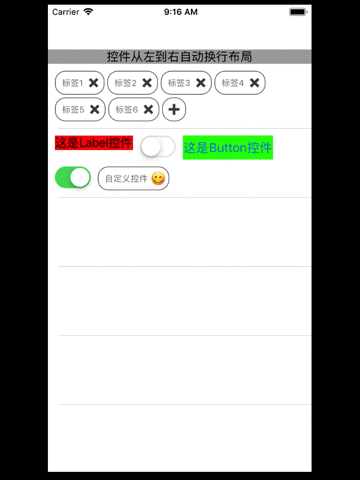 Carrier 9:16 AM
控件从左到右自动换行布局
标签1 标签2 标签3 标签4
标签5 标签6
这是Label控件 这是Button控件
自定义控件